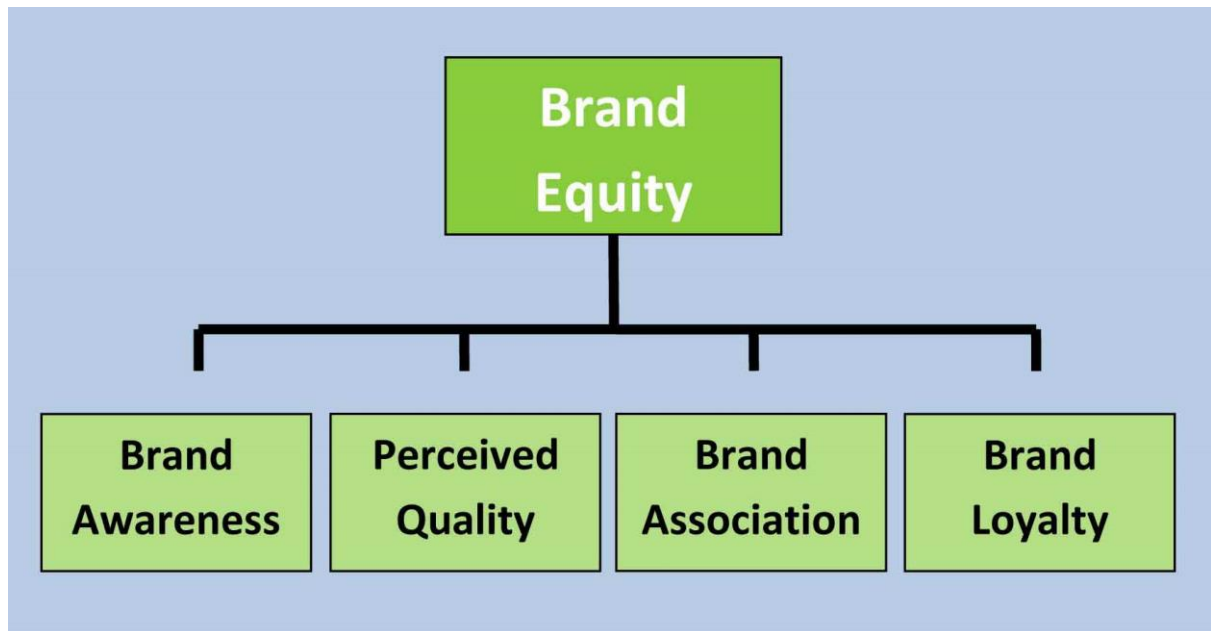 Brand
Equity
Brand
Awareness
Perceived
Quality
Brand
Association
Brand
Loyalty